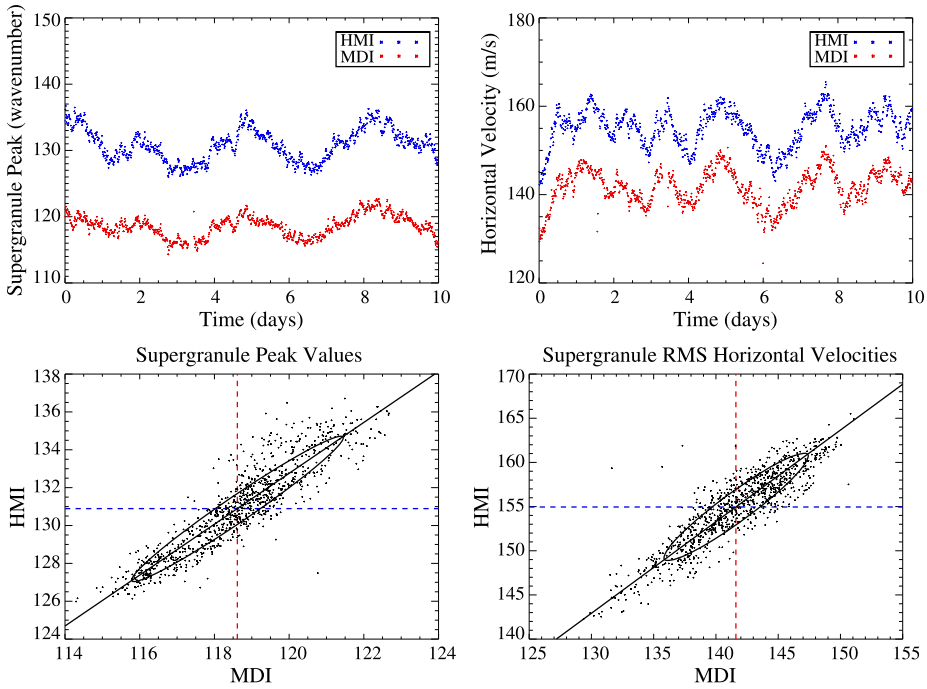 Supergranule Peak (wavenumber)
150
140
130
120
110
HMI
MDI
0 2 4 6 8 10
Time (days)
Horizontal Velocity (m/s)
180
160
140
120
HMI
MDI
0 2 4 6 8 10
Time (days)
Supergranule Peak Values
HMI
138
136
134
132
130
128
126
124
114 116 118 120 122 124
MDI
Supergranule RMS Horizontal Velocities
HMI
170
165
160
155
150
145
140
125 130 135 140 145 150 155
MDI